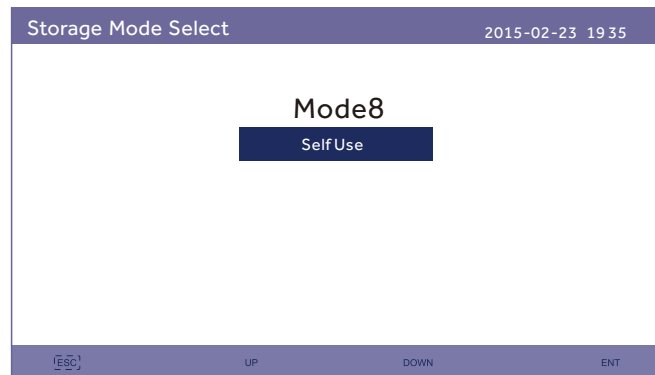 Storage Mode Select 2015-02-23 19 35
Mode8
Self Use
ESC UP DOWN ENT